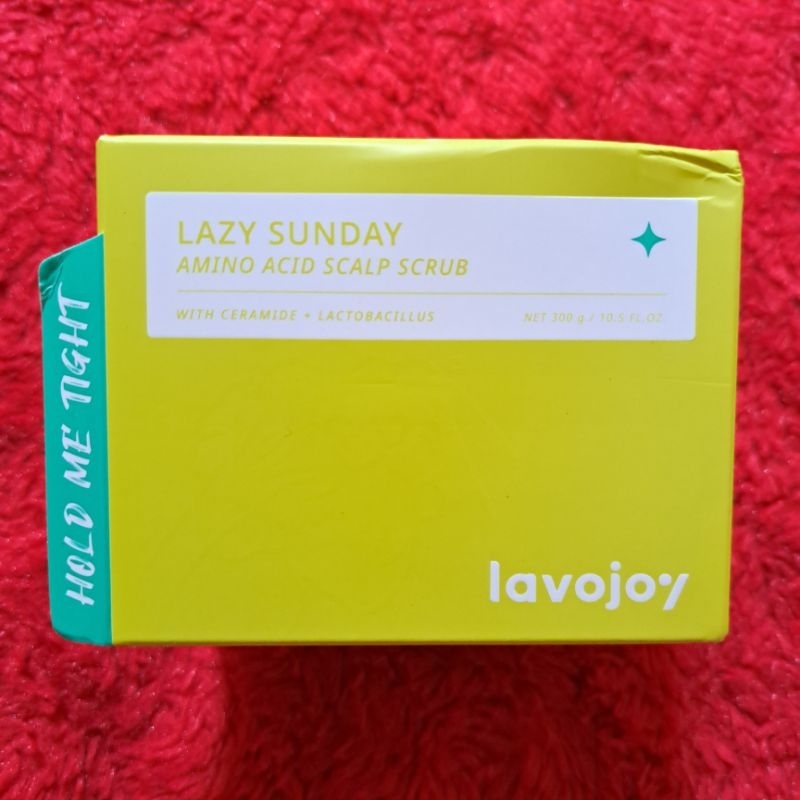 LAZY SUNDAY
AMINO ACID SCALP SCRUB
WITH CERAMIDE + LACTOBACILLUS
NET 300 g / 10.5 FL.OZ.
HOLD ME TIGHT
lavojoy